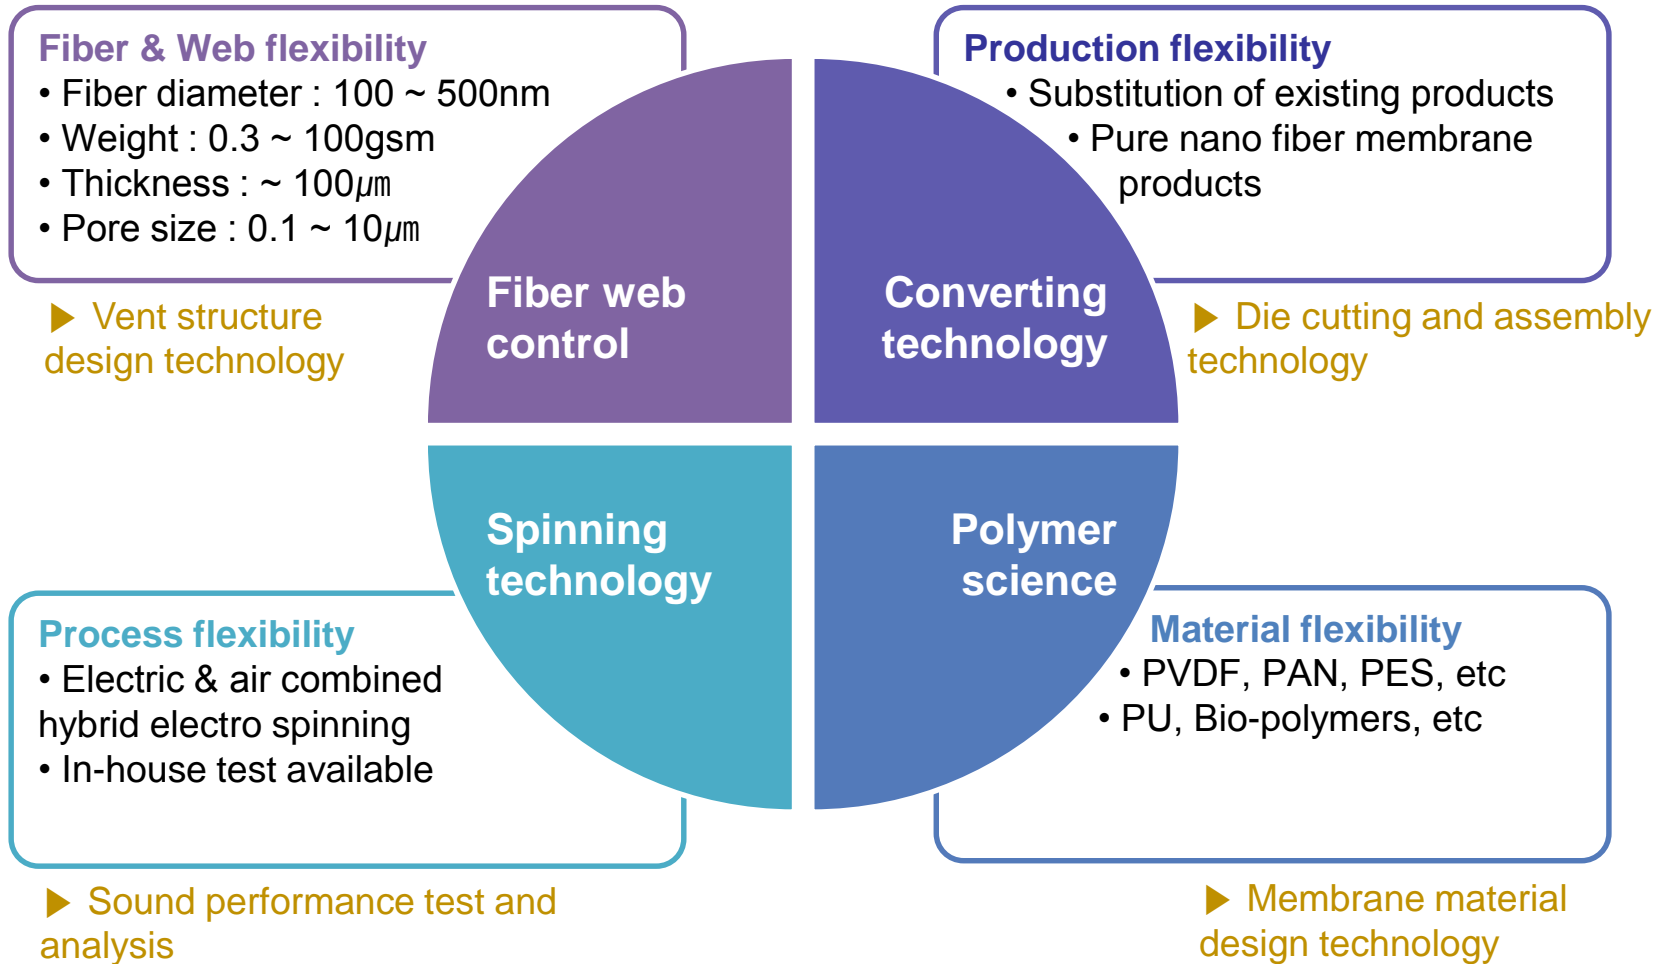 Fiber & Web flexibility
• Fiber diameter : 100 ~ 500nm
• Weight : 0.3 ~ 100gsm
• Thickness : ~ 100㎛
• Pore size : 0.1 ~ 10㎛
Fiber web
control
▶ Vent structure
design technology
Production flexibility
• Substitution of existing products
• Pure nano fiber membrane
products
Converting
technology
▶ Die cutting and assembly
technology
Spinning
technology
Process flexibility
• Electric & air combined
hybrid electro spinning
• In-house test available
▶ Sound performance test and
analysis
Polymer
science
Material flexibility
• PVDF, PAN, PES, etc
• PU, Bio-polymers, etc
▶ Membrane material
design technology